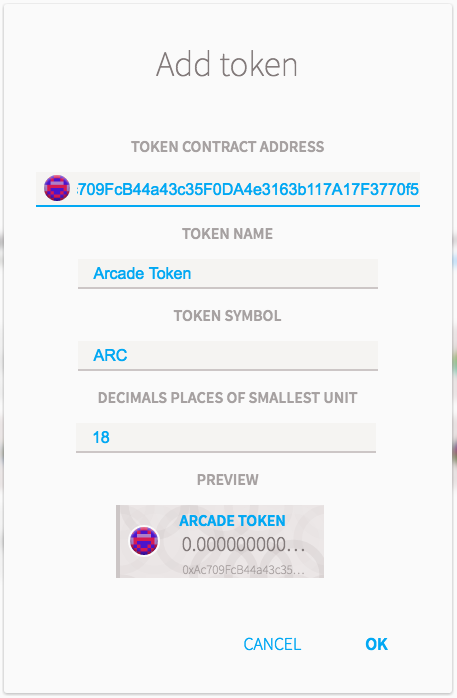 Add token
TOKEN CONTRACT ADDRESS
709FcB44a43c35F0DA4e3163b117A17F3770f5
TOKEN NAME
Arcade Token
TOKEN SYMBOL
ARC
DECIMALS PLACES OF SMALLEST UNIT
18
PREVIEW
ARCADE TOKEN
0.000000000…
0xAc709FcB44a43c35…
CANCEL OK